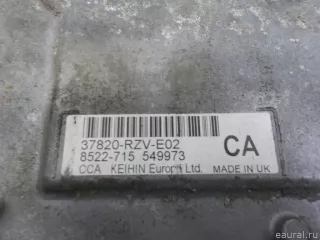 37820-RZV-E02
8522-715 549973
CCA KEIHIN Europe Ltd.
CA
MADE IN UK
eaural.ru